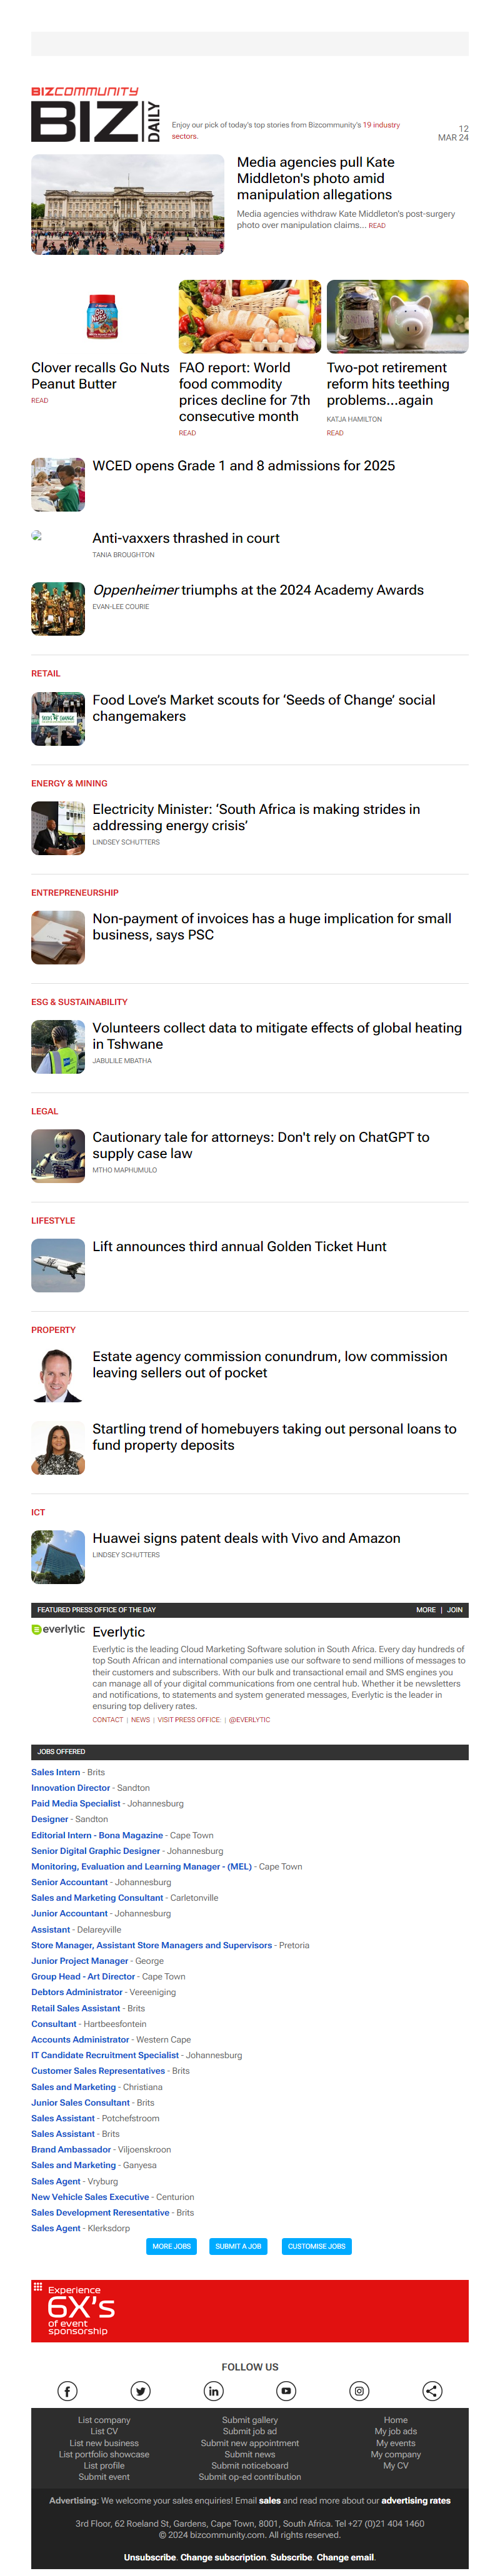 BIZCOMMUNITY
BIZ DAILY
Enjoy our pick of today's top stories from Bizcommunity's 19 industry
sectors.
12
MAR 24
Media agencies pull Kate
Middleton's photo amid
manipulation allegations
Media agencies withdraw Kate Middleton's post-surgery
photo over manipulation claims... READ
Clover recalls Go Nuts
Peanut Butter
READ
FAO report: World
food commodity
prices decline for 7th
consecutive month
READ
Two-pot retirement
reform hits teething
problems...again
KATJA HAMILTON
READ
WCED opens Grade 1 and 8 admissions for 2025
Anti-vaxxers thrashed in court
TANIA BROUGHTON
Oppenheimer triumphs at the 2024 Academy Awards
EVAN-LEE COURIE
RETAIL
Food Love's Market scouts for 'Seeds of Change' social
changemakers
ENERGY & MINING
Electricity Minister: 'South Africa is making strides in
addressing energy crisis'
LINDSEY SCHUTTERS
ENTREPRENEURSHIP
Non-payment of invoices has a huge implication for small
business, says PSC
ESG & SUSTAINABILITY
Volunteers collect data to mitigate effects of global heating
in Tshwane
JABULILE MBATHA
LEGAL
Cautionary tale for attorneys: Don't rely on ChatGPT to
supply case law
MTHO MAPHUMULO
LIFESTYLE
Lift announces third annual Golden Ticket Hunt
PROPERTY
Estate agency commission conundrum, low commission
leaving sellers out of pocket
Startling trend of homebuyers taking out personal loans to
fund property deposits
ICT
Huawei signs patent deals with Vivo and Amazon
LINDSEY SCHUTTERS
FEATURED PRESS OFFICE OF THE DAY MORE | JOIN
everlytic
Everlytic
Everlytic is the leading Cloud Marketing Software solution in South Africa. Every day hundreds of
top South African and international companies use our software to send millions of messages to
their customers and subscribers. With our bulk and transactional email and SMS engines you
can manage all of your digital communications from one central hub. Whether it be newsletters
and notifications, to statements and system generated messages, Everlytic is the leader in
ensuring top delivery rates.
CONTACT | NEWS | VISIT PRESS OFFICE: | @EVERLYTIC
JOBS OFFERED
Sales Intern - Brits
Innovation Director - Sandton
Paid Media Specialist - Johannesburg
Designer - Sandton
Editorial Intern - Bona Magazine - Cape Town
Senior Digital Graphic Designer - Johannesburg
Monitoring, Evaluation and Learning Manager - (MEL) - Cape Town
Senior Accountant - Johannesburg
Sales and Marketing Consultant - Carletonville
Junior Accountant - Johannesburg
Assistant - Delareyville
Store Manager, Assistant Store Managers and Supervisors - Pretoria
Junior Project Manager - George
Group Head - Art Director - Cape Town
Debtors Administrator - Vereeniging
Retail Sales Assistant - Brits
Consultant - Hartbeesfontein
Accounts Administrator - Western Cape
IT Candidate Recruitment Specialist - Johannesburg
Customer Sales Representatives - Brits
Sales and Marketing - Christiana
Junior Sales Consultant - Brits
Sales Assistant - Potchefstroom
Sales Assistant - Brits
Brand Ambassador - Viljoenskroon
Sales and Marketing - Ganyesa
Sales Agent - Vryburg
New Vehicle Sales Executive - Centurion
Sales Development Reresentative - Brits
Sales Agent - Klerksdorp
MORE JOBS SUBMIT A JOB CUSTOMISE JOBS
Experience
6X's
of event
sponsorship
FOLLOW US
List company
List CV
List new business
List portfolio showcase
List profile
Submit event
Submit gallery
Submit job ad
Submit new appointment
Submit news
Submit noticeboard
Submit op-ed contribution
Home
My job ads
My events
My company
My CV
Advertising: We welcome your sales enquiries! Email sales and read more about our advertising rates
3rd Floor, 62 Roeland St, Gardens, Cape Town, 8001, South Africa. Tel +27 (0)21 404 1460
© 2024 bizcommunity.com. All rights reserved.
Unsubscribe. Change subscription. Subscribe. Change email.